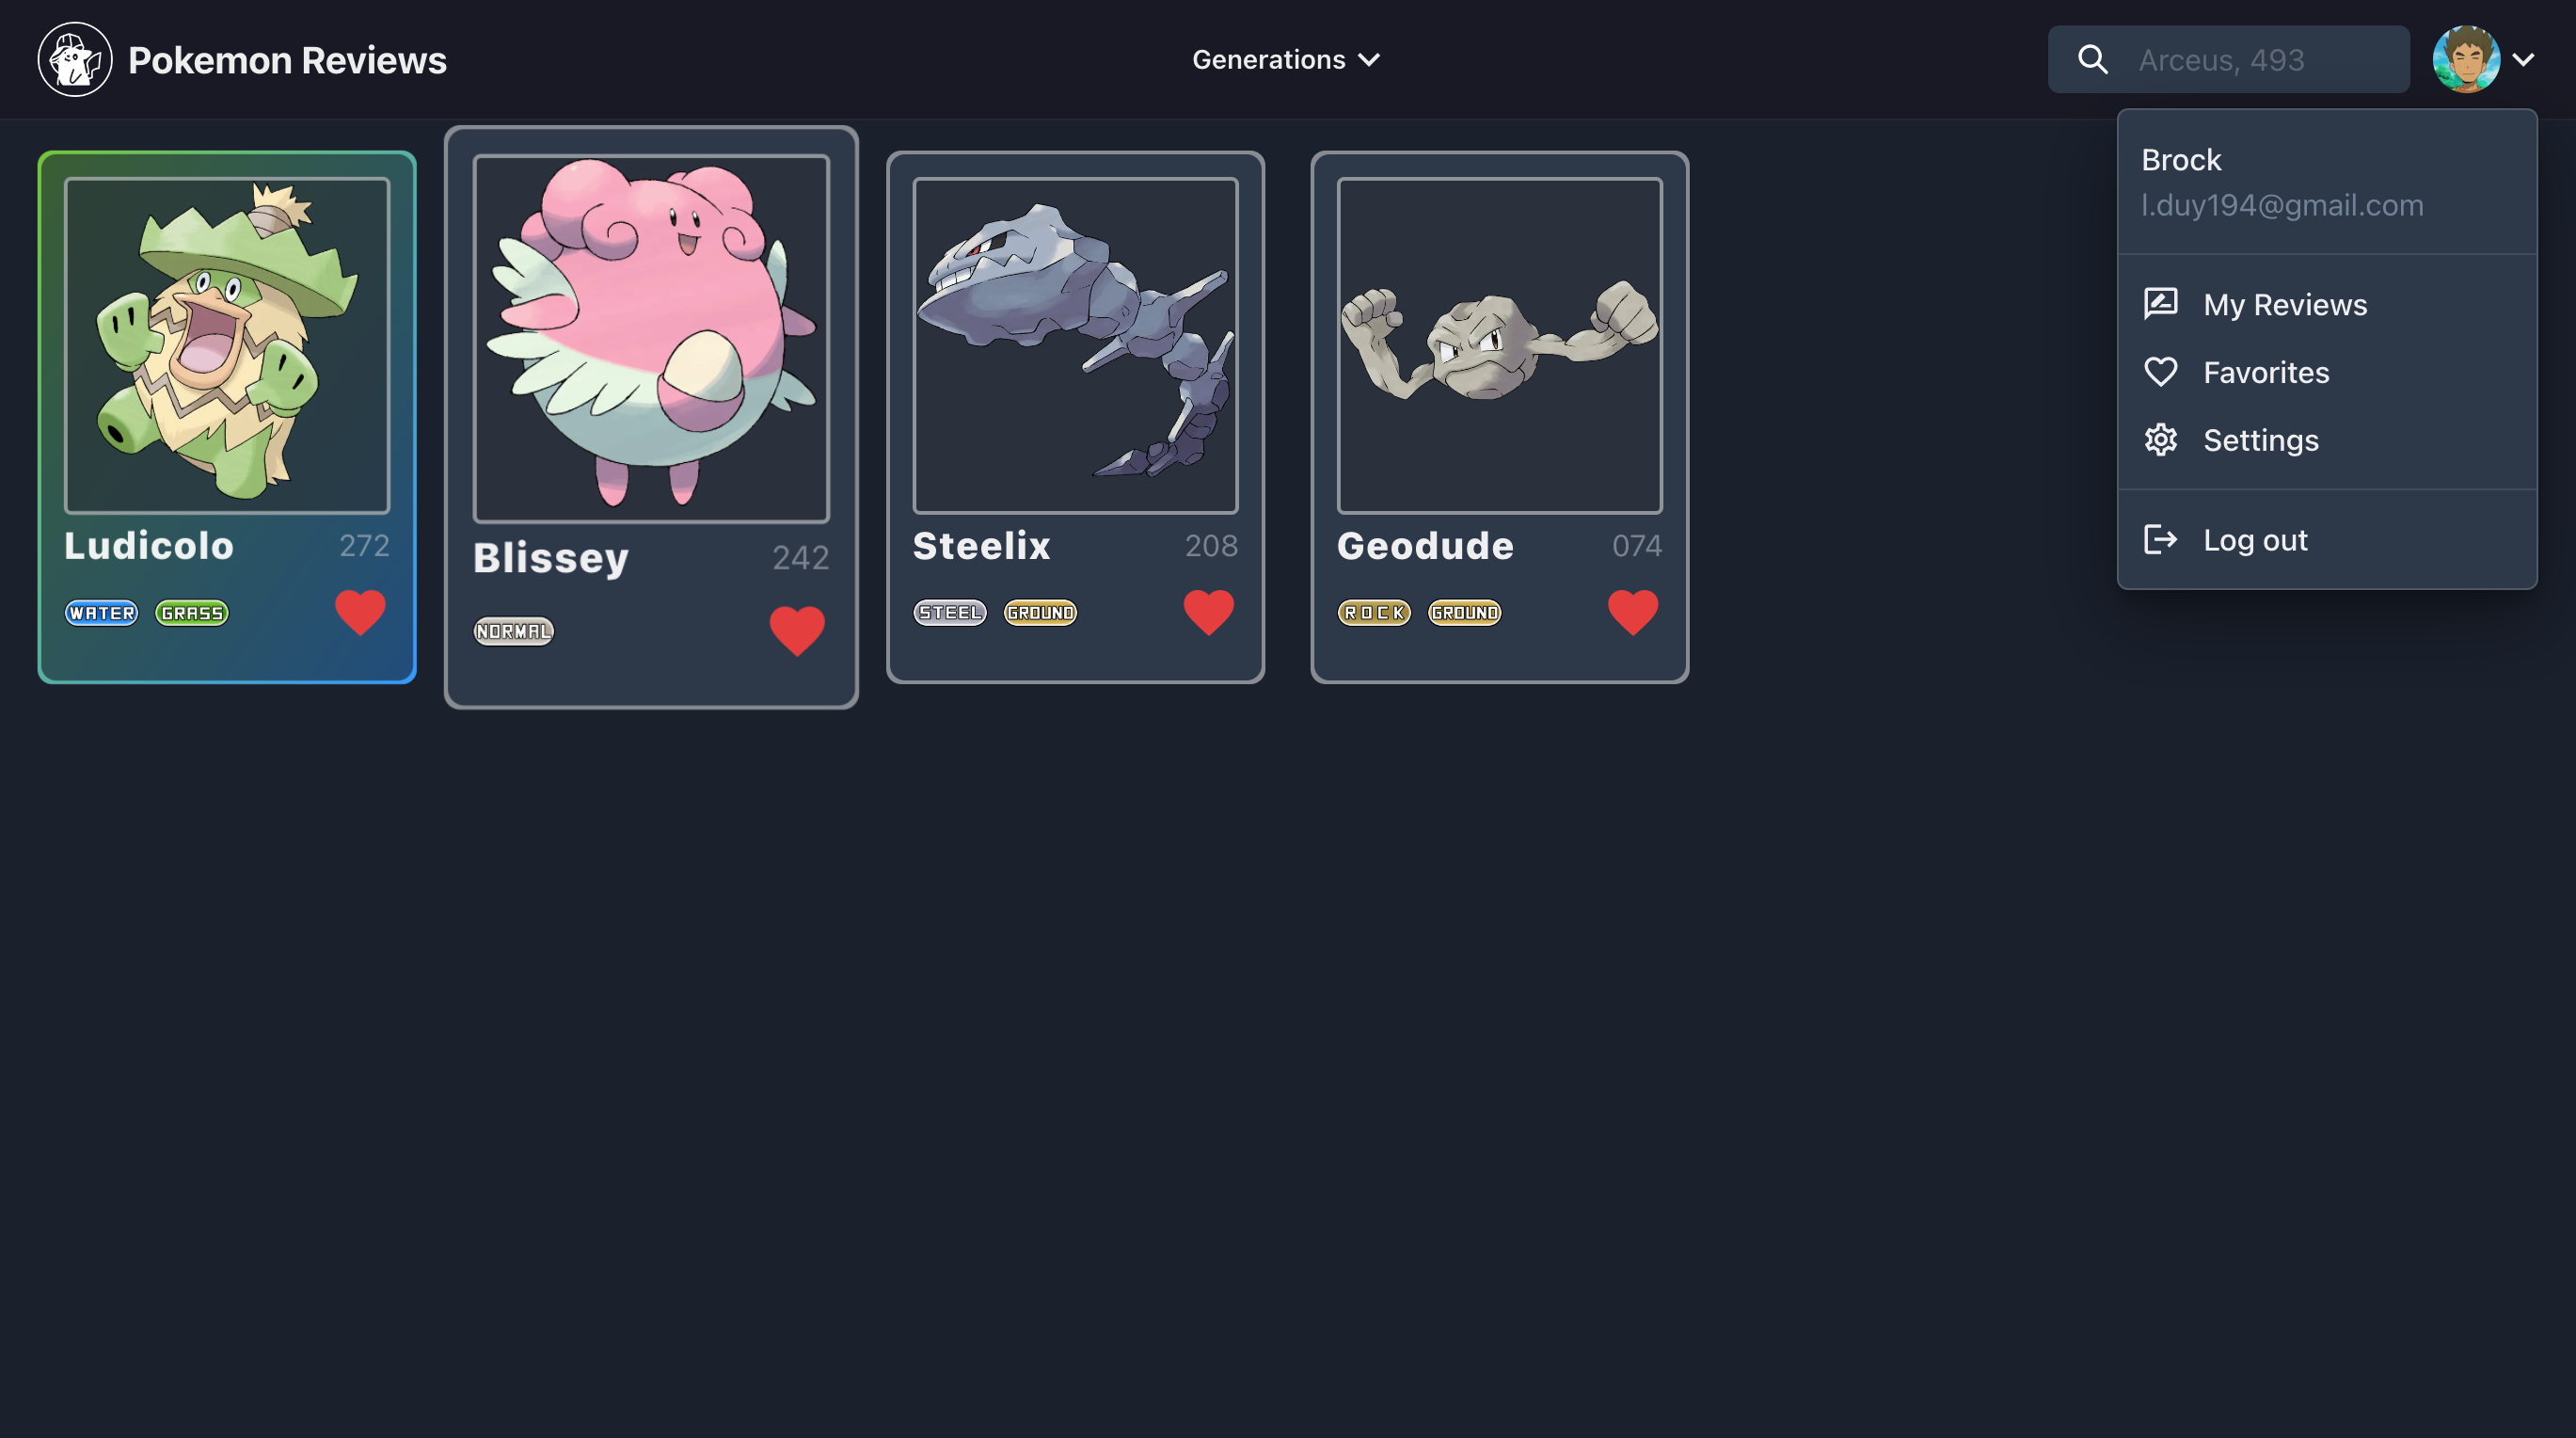 Pokemon Reviews
Generations
Arceus, 493
Brock
l.duy194@gmail.com
My Reviews
Favorites
Settings
Log out
Ludicolo 272
WATER GRASS
Blissey 242
NORMAL
Steelix 208
STEEL GROUND
Geodude 074
ROCK GROUND